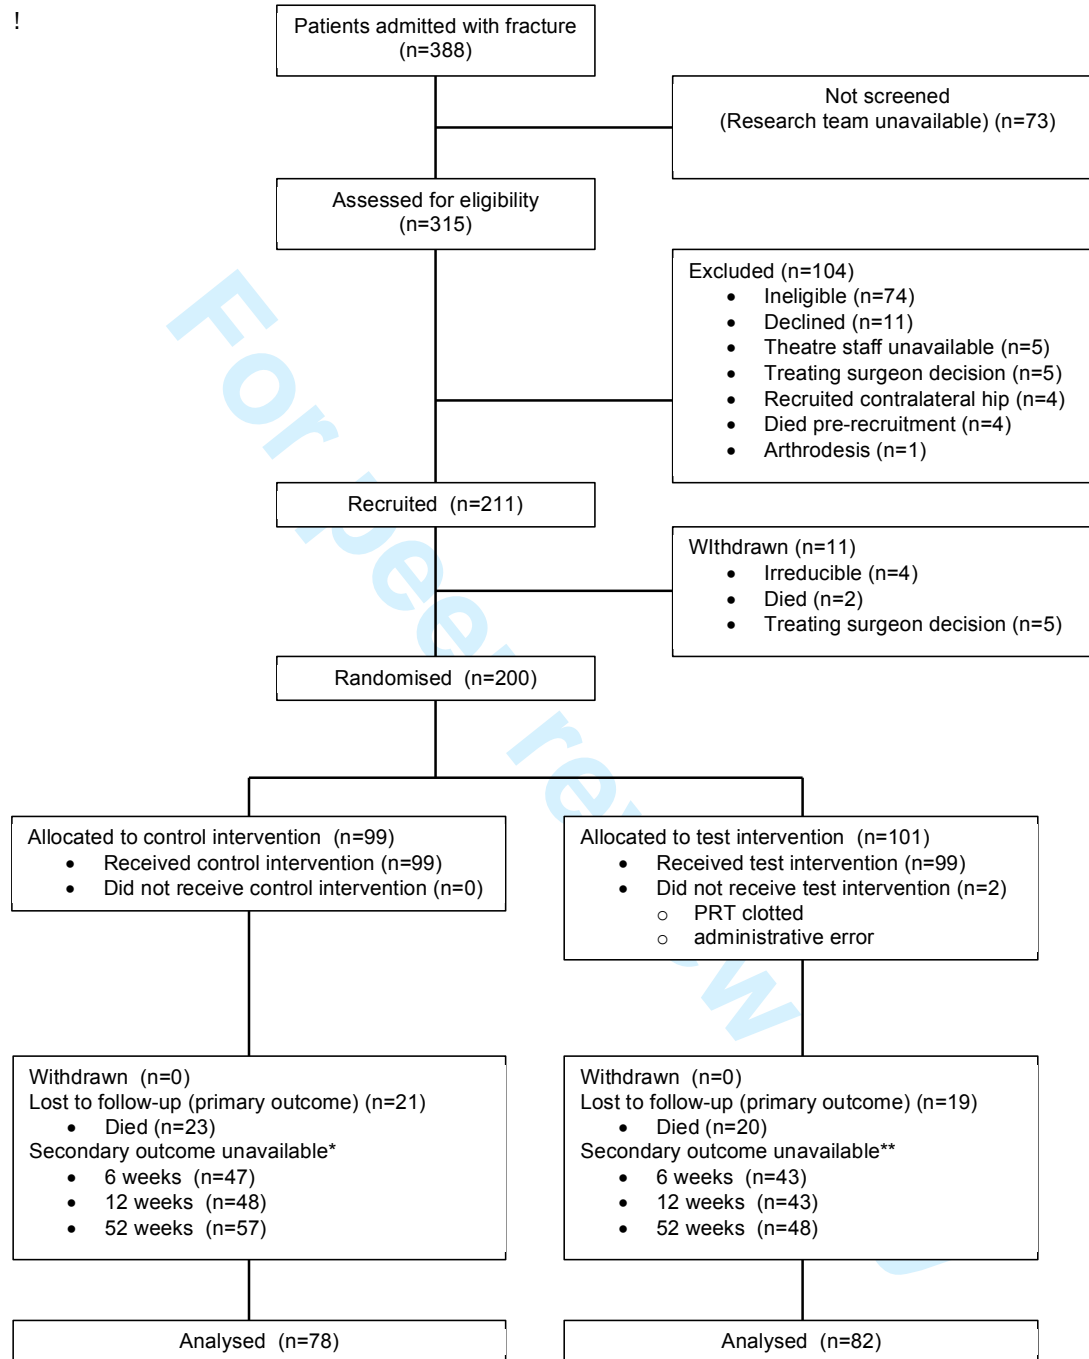 !
Patients admitted with fracture
(n=388)
Not screened
(Research team unavailable) (n=73)
Assessed for eligibility
(n=315)
Excluded (n=104)
• Ineligible (n=74)
• Declined (n=11)
• Theatre staff unavailable (n=5)
• Treating surgeon decision (n=5)
• Recruited contralateral hip (n=4)
• Died pre-recruitment (n=4)
• Arthrodesis (n=1)
Recruited (n=211)
WIthdrawn (n=11)
• Irreducible (n=4)
• Died (n=2)
• Treating surgeon decision (n=5)
Randomised (n=200)
Allocated to control intervention (n=99)
• Received control intervention (n=99)
• Did not receive control intervention (n=0)
Allocated to test intervention (n=101)
• Received test intervention (n=99)
• Did not receive test intervention (n=2)
o PRT clotted
o administrative error
Withdrawn (n=0)
Lost to follow-up (primary outcome) (n=21)
• Died (n=23)
Secondary outcome unavailable*
• 6 weeks (n=47)
• 12 weeks (n=48)
• 52 weeks (n=57)
Withdrawn (n=0)
Lost to follow-up (primary outcome) (n=19)
• Died (n=20)
Secondary outcome unavailable**
• 6 weeks (n=43)
• 12 weeks (n=43)
• 52 weeks (n=48)
Analysed (n=78)
Analysed (n=82)
For peer review